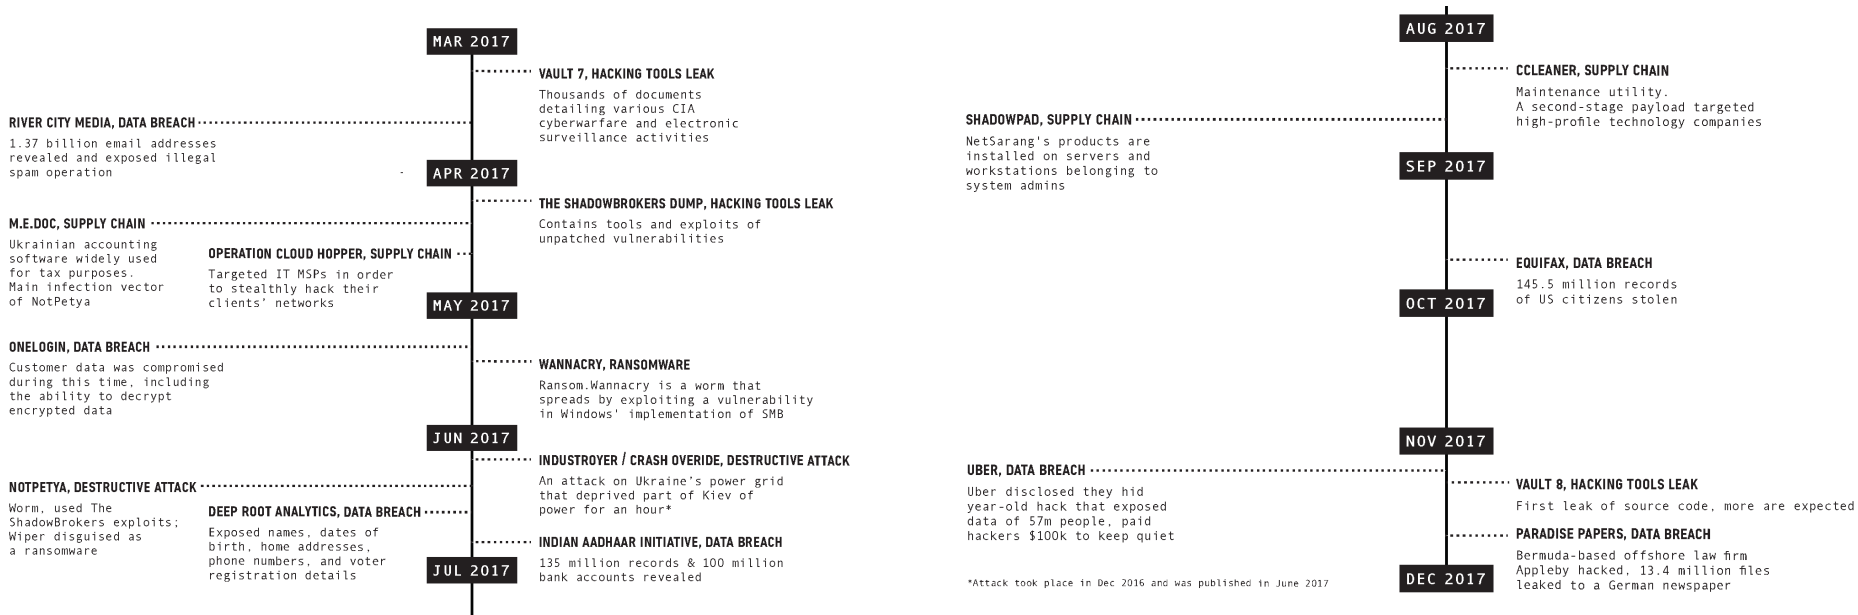 MAR 2017
VAULT 7, HACKING TOOLS LEAK
Thousands of documents
detailing various CIA
cyberwarfare and electronic
surveillance activities
RIVER CITY MEDIA, DATA BREACH
1.37 billion email addresses
revealed and exposed illegal
spam operation
APR 2017
THE SHADOWBROKERS DUMP, HACKING TOOLS LEAK
Contains tools and exploits of
unpatched vulnerabilities
M.E.DOC, SUPPLY CHAIN
Ukrainian accounting
software widely used
for tax purposes.
Main infection vector
of NotPetya
OPERATION CLOUD HOPPER, SUPPLY CHAIN
Targeted IT MSPs in order
to stealthly hack their
clients' networks
MAY 2017
ONELOGIN, DATA BREACH
Customer data was compromised
during this time, including
the ability to decrypt
encrypted data
WANNACRY, RANSOMWARE
Ransom.Wannacry is a worm that
spreads by exploiting a vulnerability
in Windows' implementation of SMB
JUN 2017
INDUSTROYER / CRASH OVERIDE, DESTRUCTIVE ATTACK
An attack on Ukraine's power grid
that deprived part of Kiev of
power for an hour*
NOTPETYA, DESTRUCTIVE ATTACK
Worm, used The
ShadowBrokers exploits;
Wiper disguised as
a ransomware
DEEP ROOT ANALYTICS, DATA BREACH
Exposed names, dates of
birth, home addresses,
phone numbers, and voter
registration details
INDIAN AADHAAR INITIATIVE, DATA BREACH
135 million records & 100 million
bank accounts revealed
JUL 2017
AUG 2017
CCLEANER, SUPPLY CHAIN
Maintenance utility.
A second-stage payload targeted
high-profile technology companies
SHADOWPAD, SUPPLY CHAIN
NetSarang's products are
installed on servers and
workstations belonging to
system admins
SEP 2017
EQUIFAX, DATA BREACH
145.5 million records
of US citizens stolen
OCT 2017
NOV 2017
UBER, DATA BREACH
Uber disclosed they hid
year-old hack that exposed
data of 57m people, paid
hackers $100k to keep quiet
VAULT 8, HACKING TOOLS LEAK
First leak of source code, more are expected
PARADISE PAPERS, DATA BREACH
Bermuda-based offshore law firm
Appleby hacked, 13.4 million files
leaked to a German newspaper
DEC 2017
*Attack took place in Dec 2016 and was published in June 2017